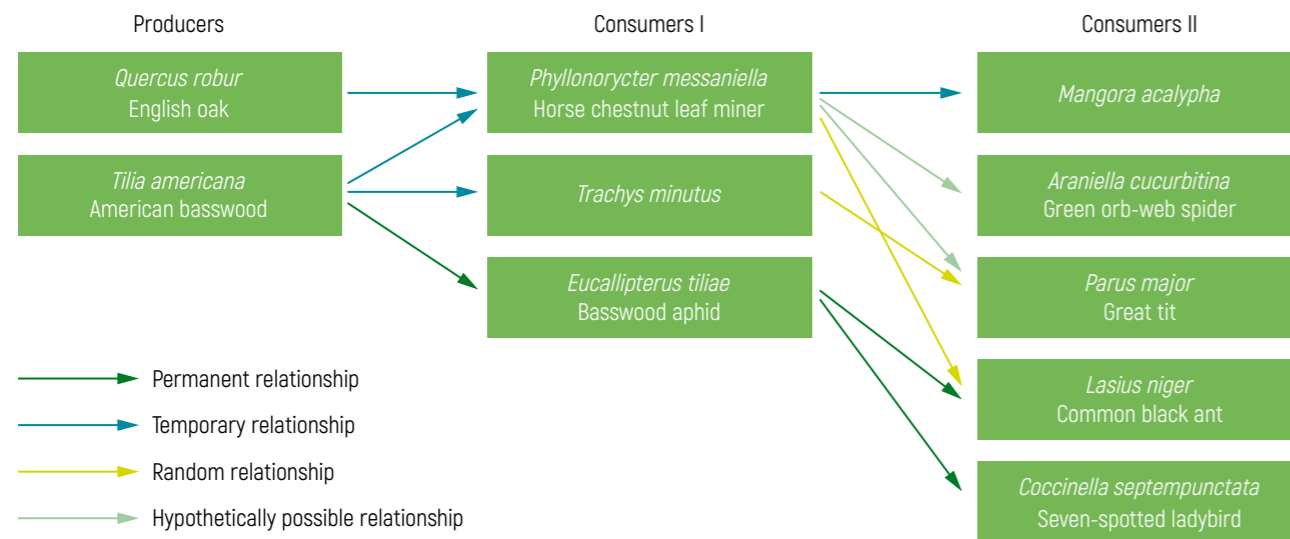 Producers
Quercus robur
English oak
Tilia americana
American basswood
Consumers I
Phyllonorycter messaniella
Horse chestnut leaf miner
Trachys minutus
Eucallipterus tiliae
Basswood aphid
Consumers II
Mangora acalypha
Araniella cucurbitina
Green orb-web spider
Parus major
Great tit
Lasius niger
Common black ant
Coccinella septempunctata
Seven-spotted ladybird
Permanent relationship
Temporary relationship
Random relationship
Hypothetically possible relationship